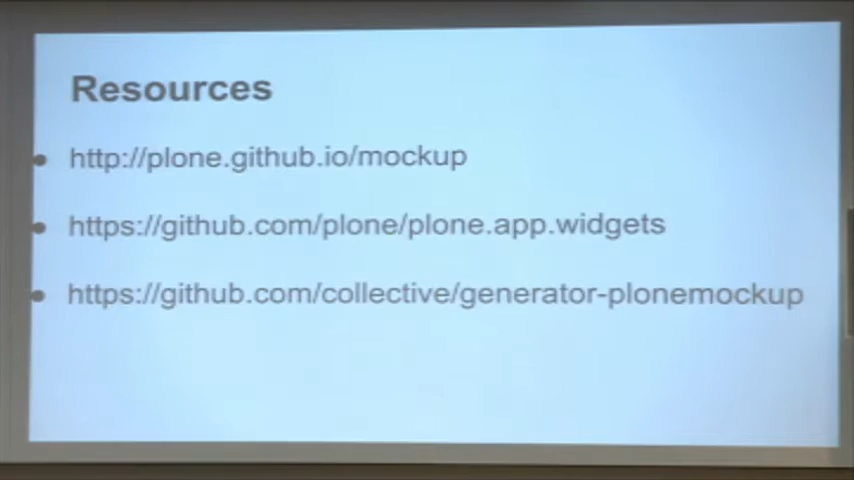 Resources
http://plone.github.io/mockup
https://github.com/plone/plone.app.widgets
https://github.com/collective/generator-plonemockup